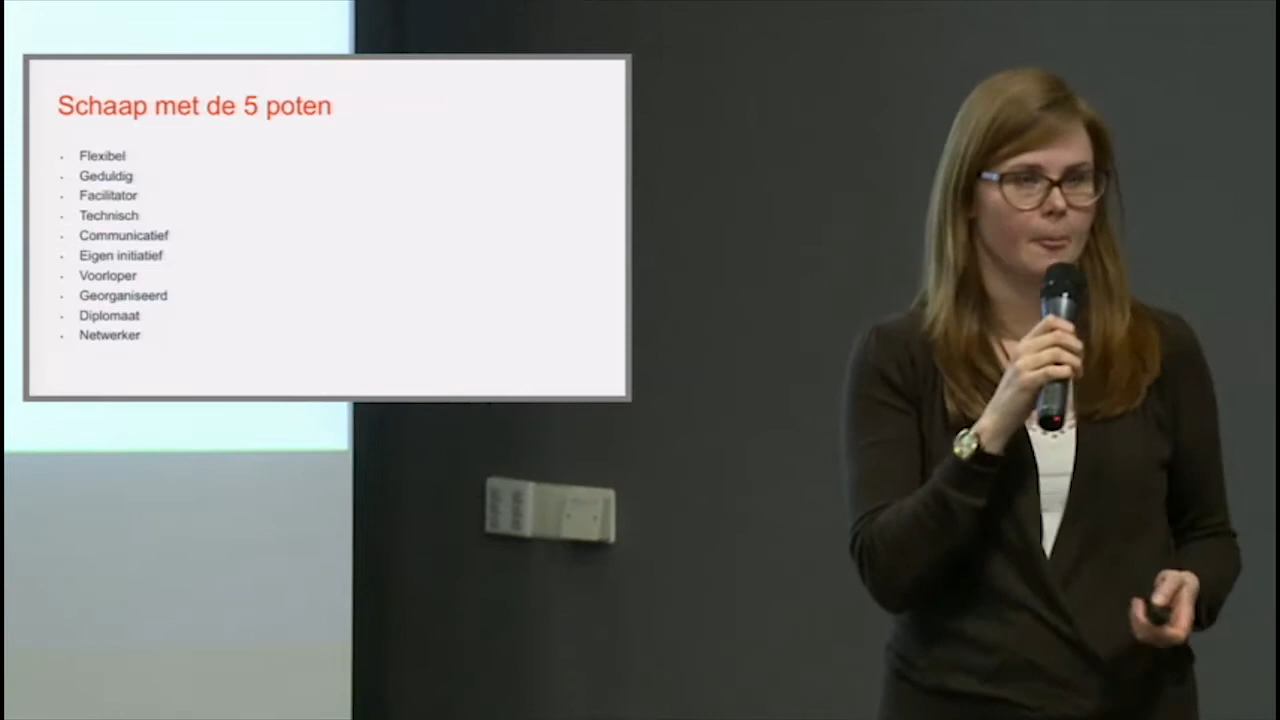 Schaap met de 5 poten
Flexibel
Geduldig
Facilitator
Technisch
Communicatief
Eigen initiatief
Voorloper
Georganiseerd
Diplomaat
Netwerker